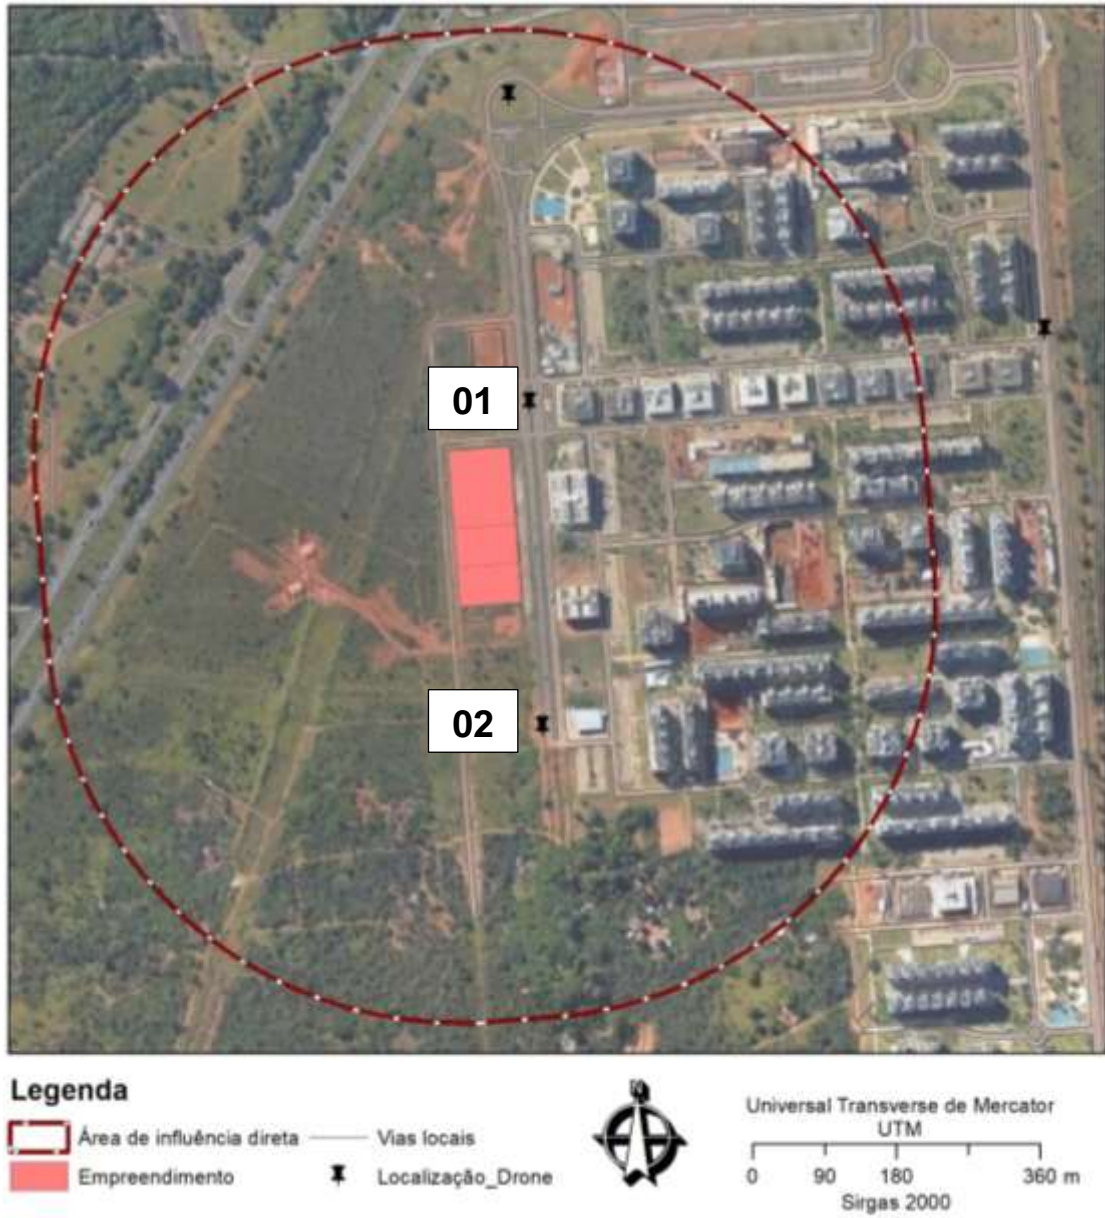 01
02
Legenda
Área de influência direta
Vias locais
Empreendimento
Localização_Drone
N
Universal Transverse de Mercator
UTM
0 90 180 360 m
Sirgas 2000